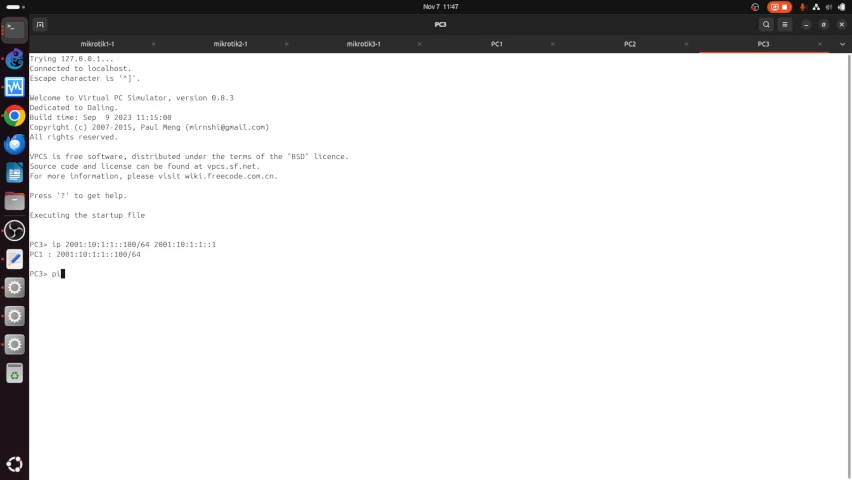 Nov 7 11:47
PC3
mikrotik1-1
mikrotik2-1
mikrotik3-1
PC1
PC2
PC3
Trying 127.0.0.1...
Connected to localhost.
Escape character is '^]'.
Welcome to Virtual PC Simulator, version 0.8.3
Dedicated to Daling.
Build time: Sep 9 2023 11:15:00
Copyright (c) 2007-2015, Paul Meng (mirnshi@gmail.com)
All rights reserved.
VPCS is free software, distributed under the terms of the "BSD" licence.
Source code and license can be found at vpcs.sf.net.
For more information, please visit wiki.freecode.com.cn.
Press '?' to get help.
Executing the startup file
PC3> ip 2001:10:1:1::100/64 2001:10:1:1::1
PC1 : 2001:10:1:1::100/64
PC3> pi